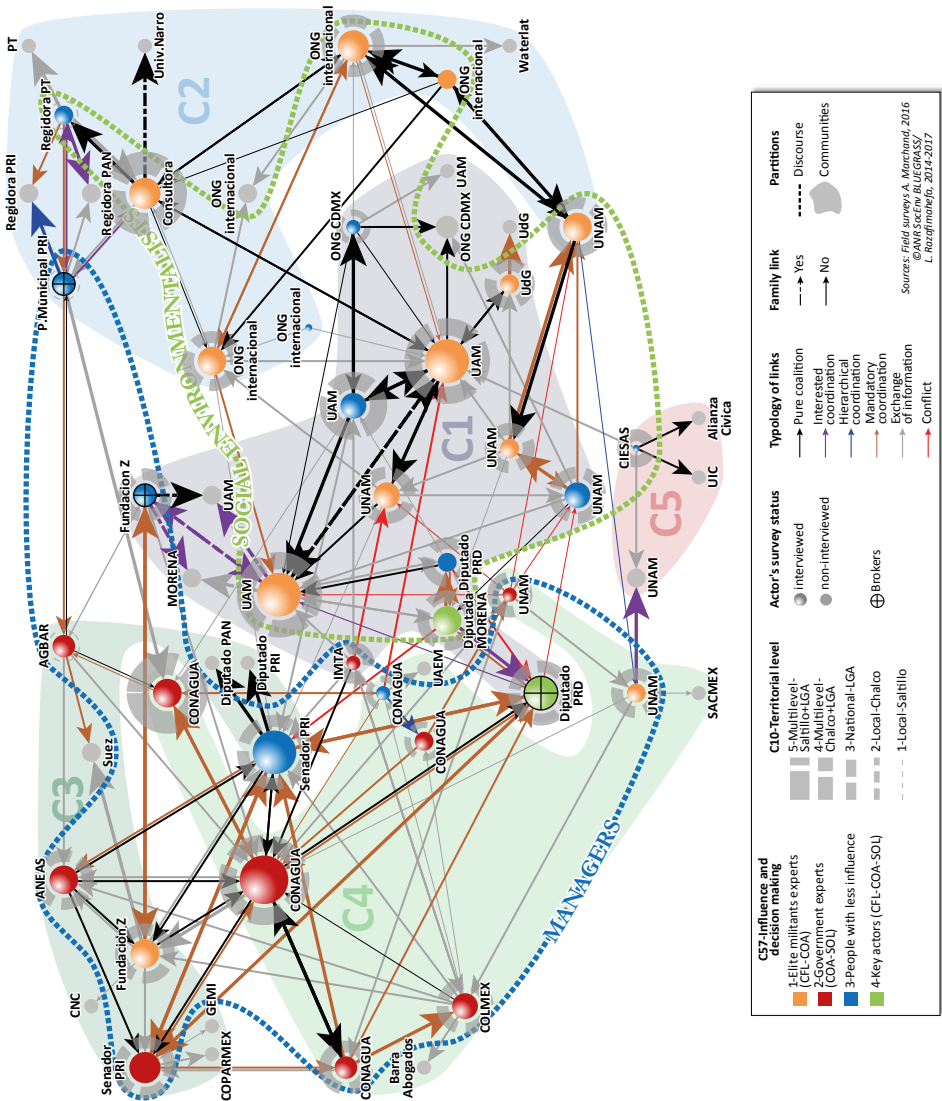 PT
Univ.Narro
ONG
internacional
Waterlat
Regidora PT
C2
ONG
internacional
Regidora PRI
Regidora PAN
Consultora
ONG
internacional
UAM
ONG CDMX
ONG CDMX
UdG
UNAM
P.Municipal PRI
SOCIAL-ENVIRONMENTALISTS
ONG
internacional
ONG
internacional
UAM
UdG
UAM
C1
UNAM
CIESAS
Alianza
Cívica
Fundacion Z
UAM
UNAM
UNAM
UIC
C5
MORENA
UAM
Diputado
PRD
Diputada
MORENA
UNAM
UNAM
AGBAR
CONAGUA
Diputado PAN
Diputado
PRI
IMTA
UAEM
CONAGUA
Diputado
PRD
UNAM
SACMEX
Suez
C3
Senador PRI
CONAGUA
ANEAS
CONAGUA
C4
MANAGERS
Fundación Z
CNC
GEMI
COLMEX
Senador
PRI
COPARMEX
CONAGUA
Barra
Abogados
C57-Influence and
decision making
1-Elite militants experts
(CFL-COA)
2-Government experts
(COA-SOL)
3-People with less influence
4-Key actors (CFL-COA-SOL)
C10-Territorial level
5-Multilevel-
Saltillo+LGA
4-Multilevel-
Chalco+LGA
3-National-LGA
2-Local-Chalco
1-Local-Saltillo
Actor's survey status
interviewed
non-interviewed
Brokers
Typology of links
Pure coalition
Interested
coordination
Hierarchical
coordination
Mandatory
coordination
Exchange
of information
Conflict
Family link
Yes
No
Partitions
Discourse
Communities
Sources: Field surveys A. Marchand, 2016
©ANR SocEnv BLUEGRASS/
L. Razafimahefa, 2014-2017